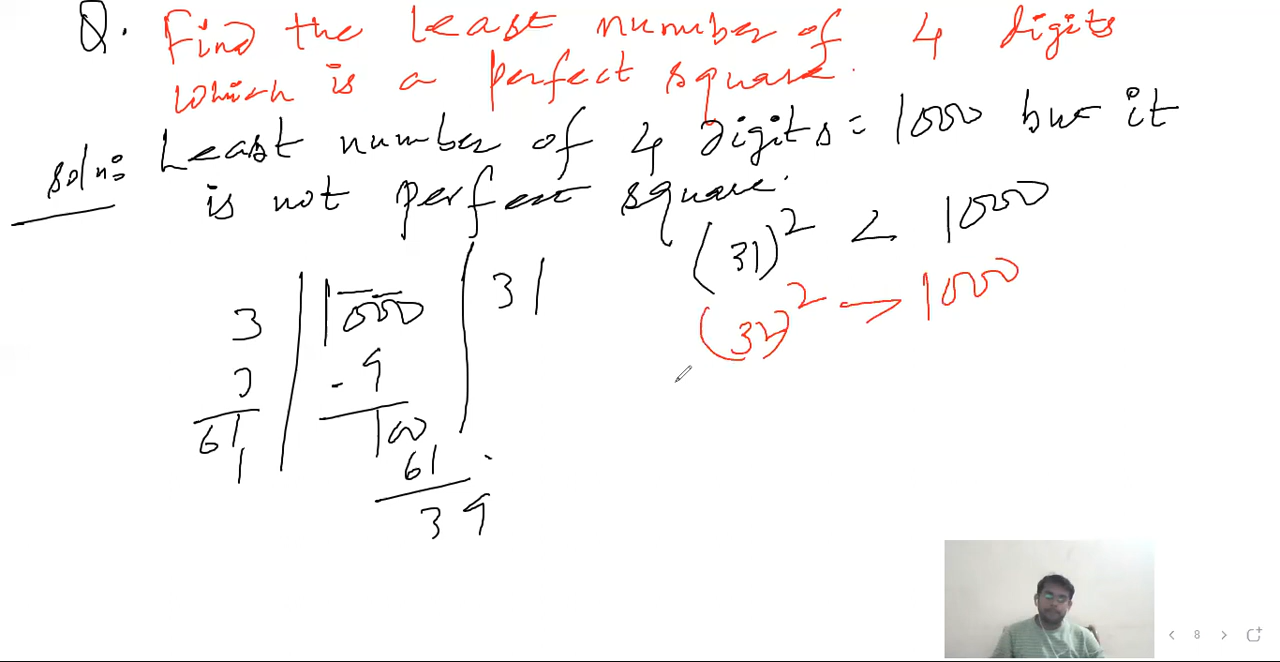 Q. Find the Least number of 4 digits
which is a perfect square.
Soln: Least number of 4 digits = 1000 but it
is not perfect square.
(31)² < 1000
(32)² → 1000
3 | 1000 | 31
3 - 9
61 100
1 61
39
8